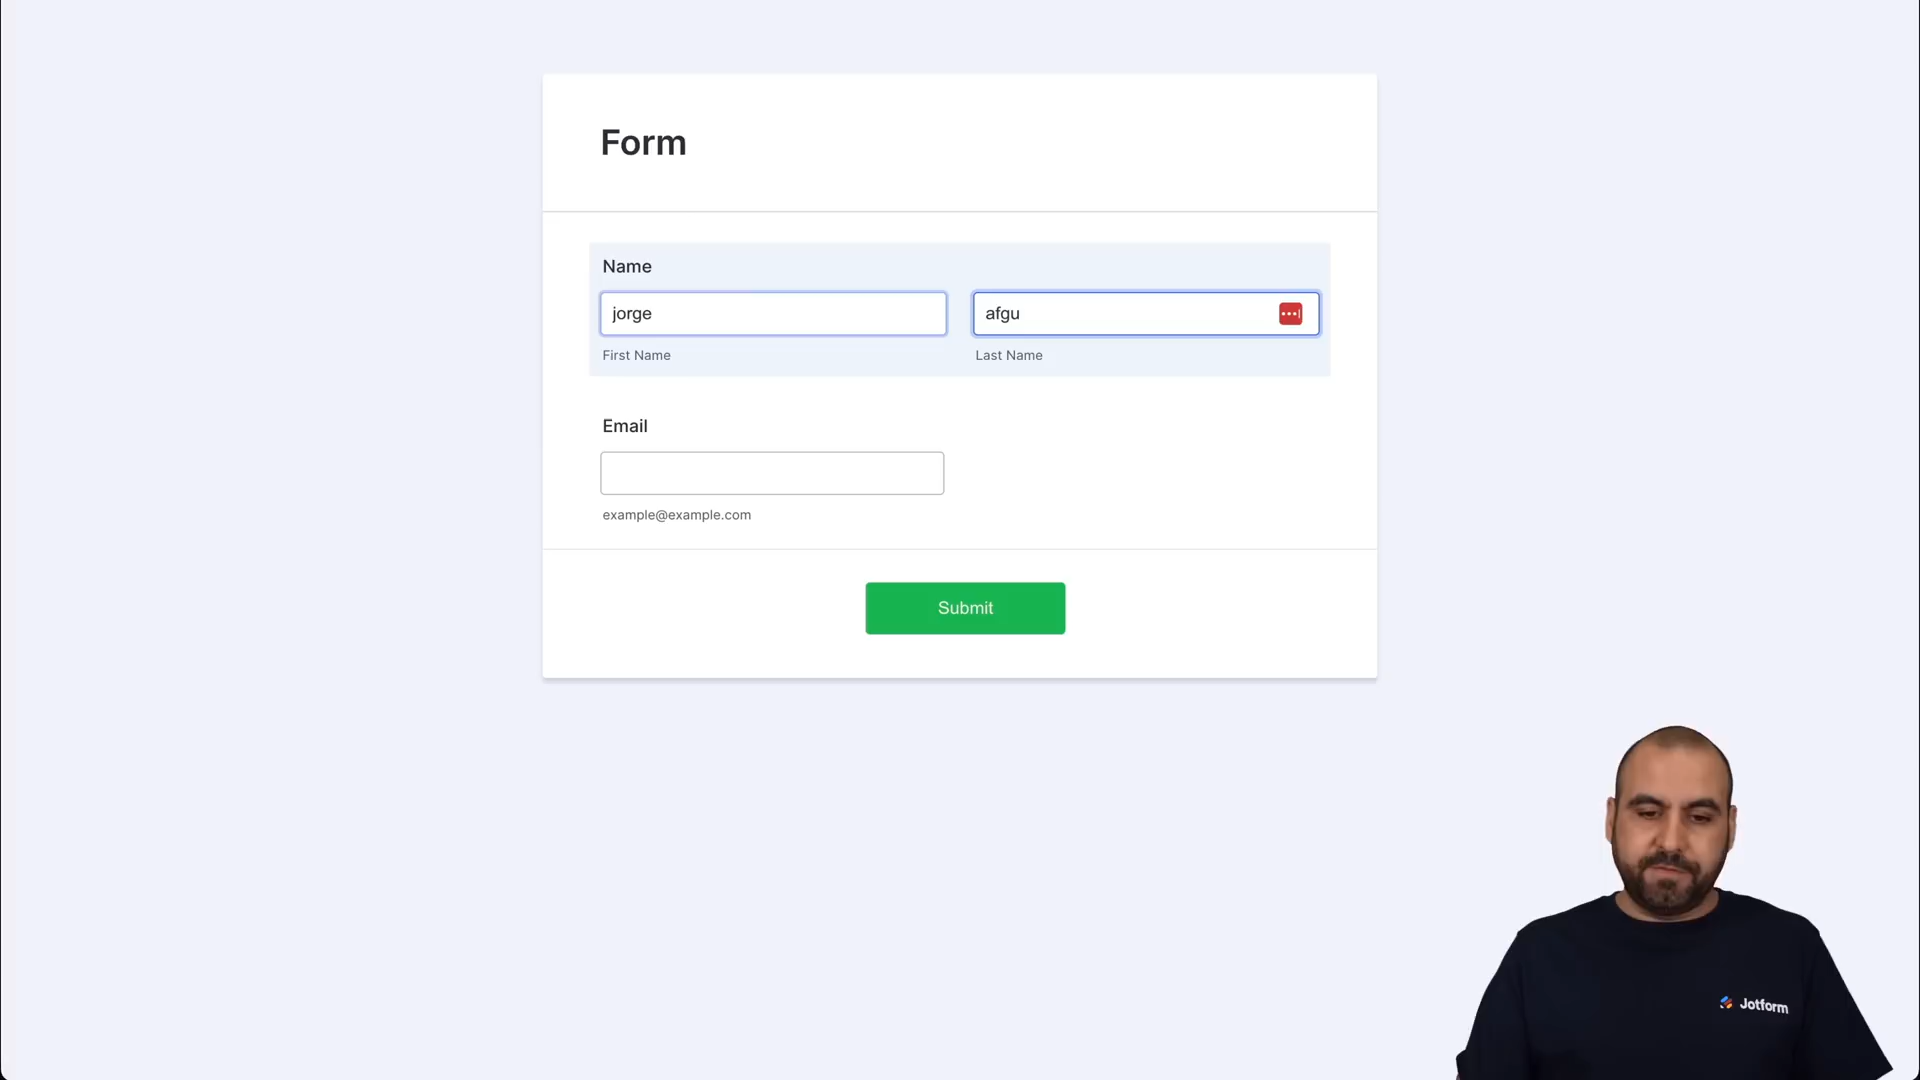 Form
Name
jorge
afgu
First Name
Last Name
Email
example@example.com
Submit
Jotform